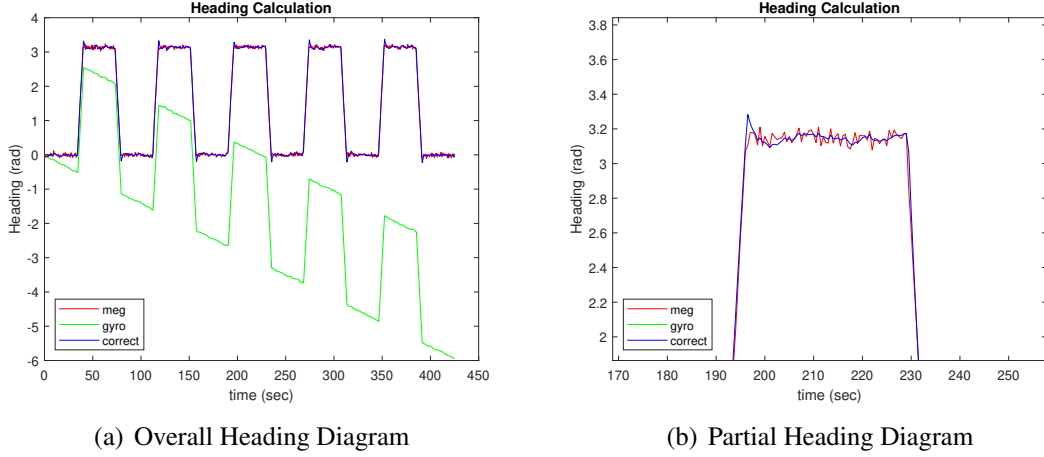 Heading Calculation
Heading (rad)
4
3
2
1
0
-1
-2
-3
-4
-5
-6
meg
gyro
correct
0 50 100 150 200 250 300 350 400 450
time (sec)
(a) Overall Heading Diagram
Heading Calculation
Heading (rad)
3.8
3.6
3.4
3.2
3
2.8
2.6
2.4
2.2
2
meg
gyro
correct
170 180 190 200 210 220 230 240 250
time (sec)
(b) Partial Heading Diagram